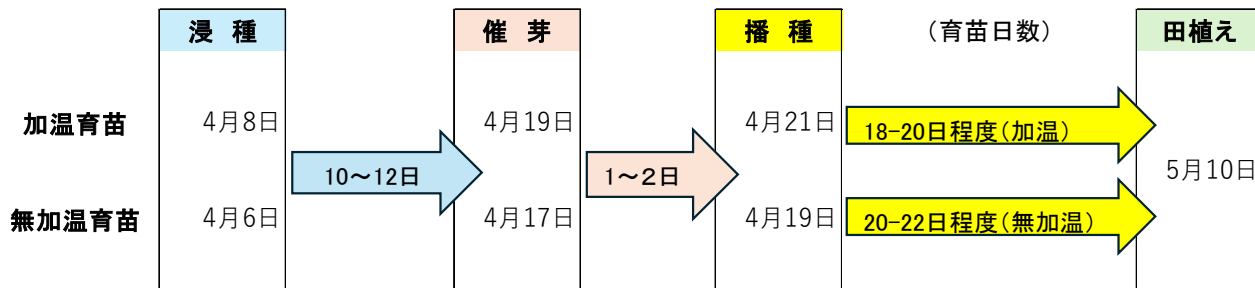 浸 種 催 芽 播 種 (育苗日数) 田植え
加温育苗 4月8日 4月19日 4月21日 18-20日程度(加温)
10～12日 1～2日 5月10日
無加温育苗 4月6日 4月17日 4月19日 20-22日程度(無加温)